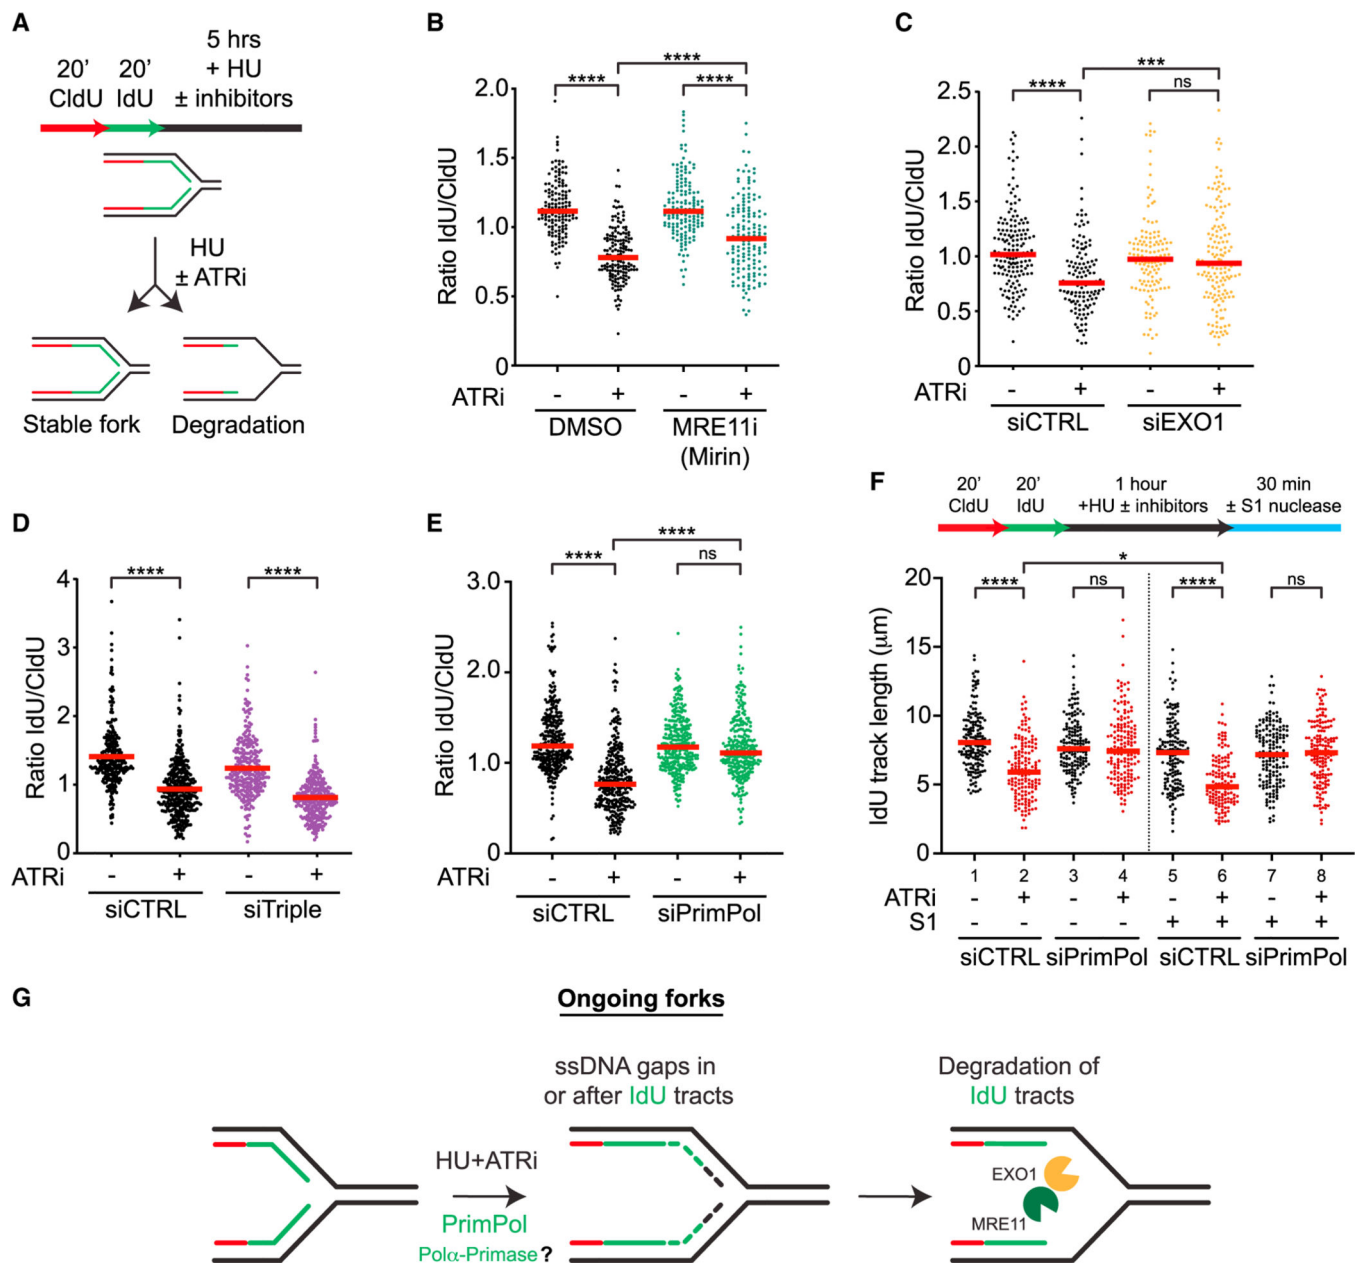 A
20' 20' 5 hrs
+ HU
CldU IdU ± inhibitors
HU
± ATRi
Stable fork Degradation
B
****
**** ****
Ratio IdU/CldU
2.0
1.5
1.0
0.5
0
ATRi - + - +
DMSO MRE11i
(Mirin)
C
***
**** ns
Ratio IdU/CldU
2.5
2.0
1.5
1.0
0.5
0
ATRi - + - +
siCTRL siEXO1
D
**** ****
Ratio IdU/CldU
4
3
2
1
0
ATRi - + - +
siCTRL siTriple
E
****
**** ns
Ratio IdU/CldU
3.0
2.0
1.0
0
ATRi - + - +
siCTRL siPrimPol
F
20' 20' 1 hour 30 min
CldU IdU +HU ± inhibitors ± S1 nuclease
*
**** ns **** ns
IdU track length (µm)
20
15
10
5
0
1 2 3 4 5 6 7 8
ATRi - + - + - + - +
S1 - - - - + + + +
siCTRL siPrimPol siCTRL siPrimPol
G
Ongoing forks
ssDNA gaps in
or after IdU tracts
Degradation of
IdU tracts
HU+ATRi
PrimPol
Polα-Primase?
EXO1
MRE11